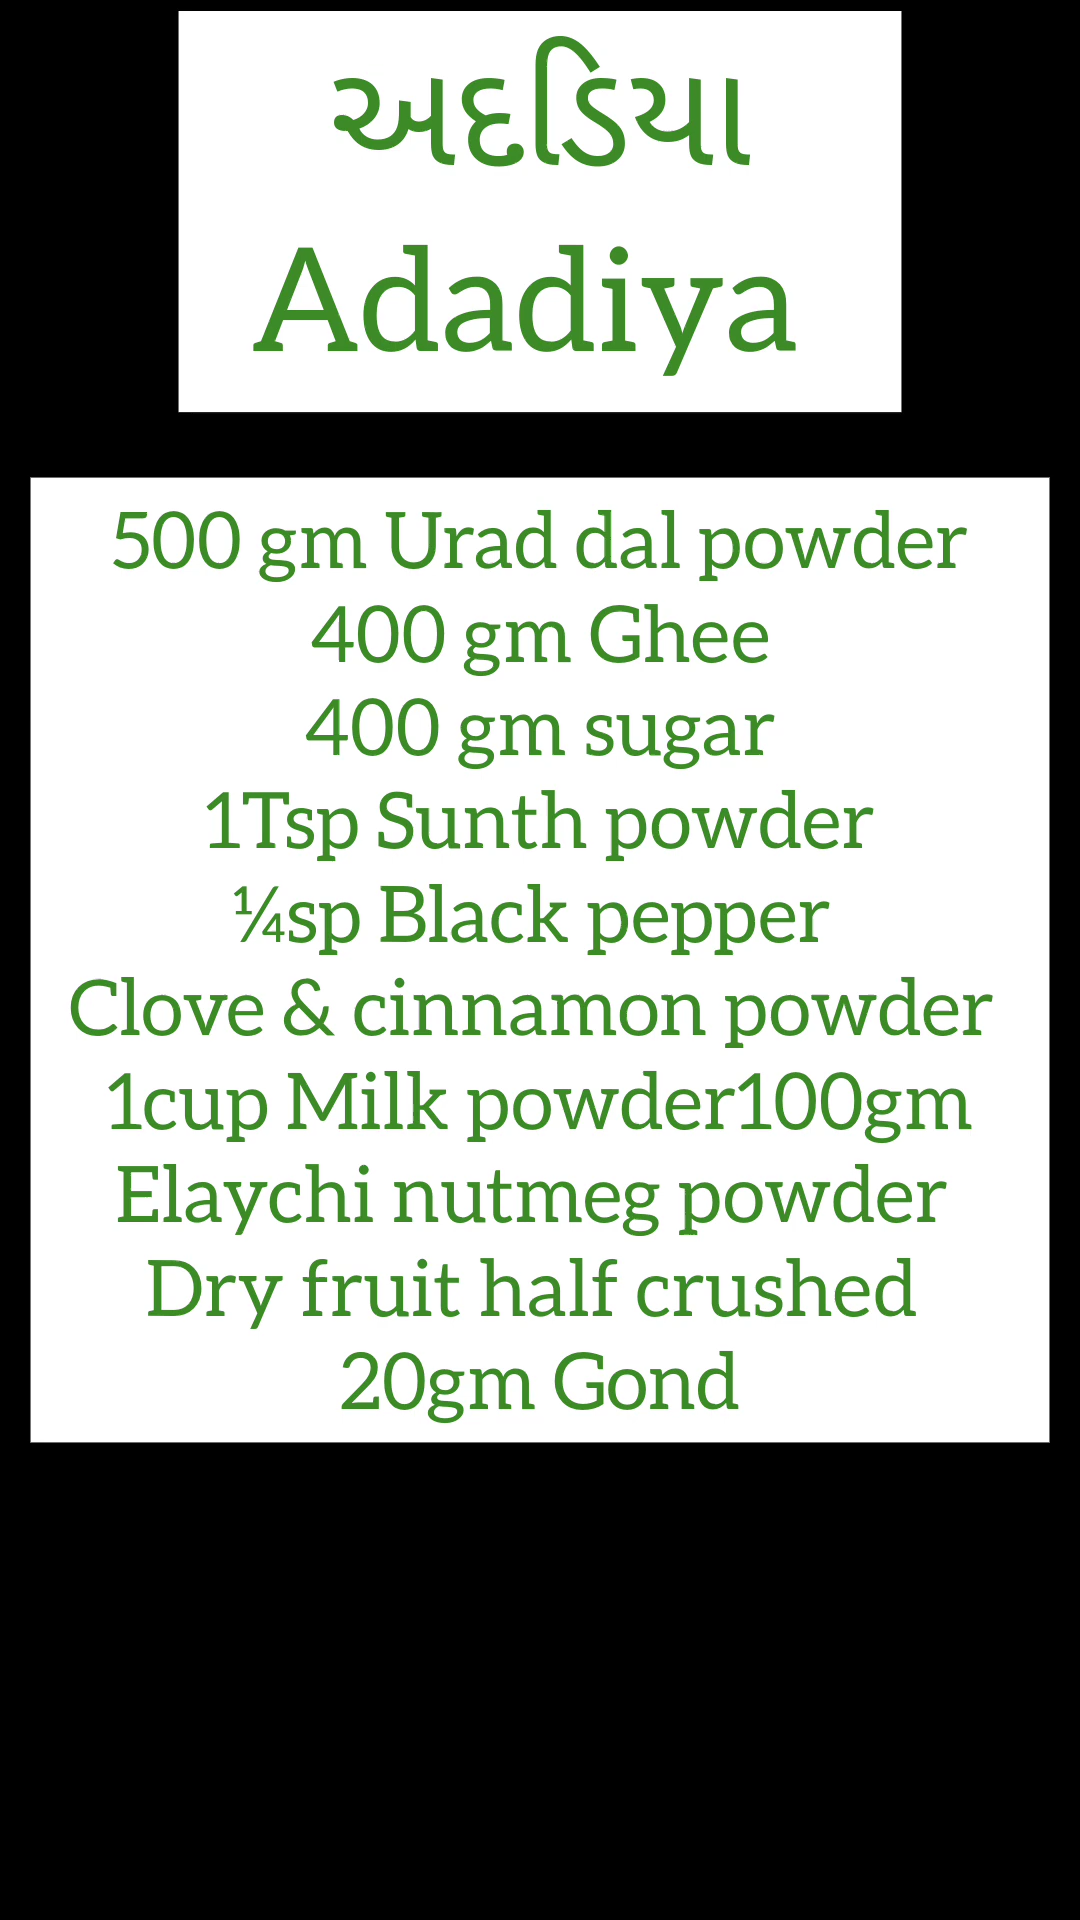 અદડિયા
Adadiya
500 gm Urad dal powder
400 gm Ghee
400 gm sugar
1Tsp Sunth powder
¼sp Black pepper
Clove & cinnamon powder
1cup Milk powder100gm
Elaychi nutmeg powder
Dry fruit half crushed
20gm Gond